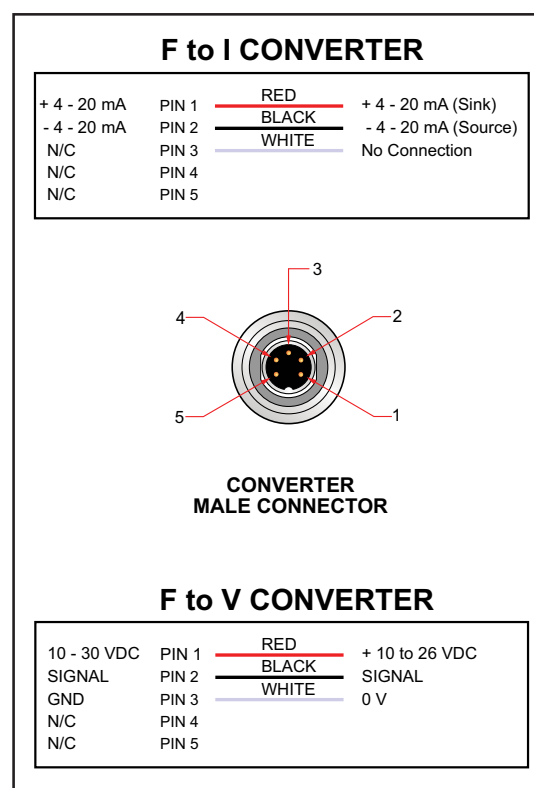 F to I CONVERTER
+ 4 - 20 mA PIN 1 RED + 4 - 20 mA (Sink)
- 4 - 20 mA PIN 2 BLACK - 4 - 20 mA (Source)
N/C PIN 3 WHITE No Connection
N/C PIN 4
N/C PIN 5
3
4 2
5 1
CONVERTER
MALE CONNECTOR
F to V CONVERTER
10 - 30 VDC PIN 1 RED + 10 to 26 VDC
SIGNAL PIN 2 BLACK SIGNAL
GND PIN 3 WHITE 0 V
N/C PIN 4
N/C PIN 5